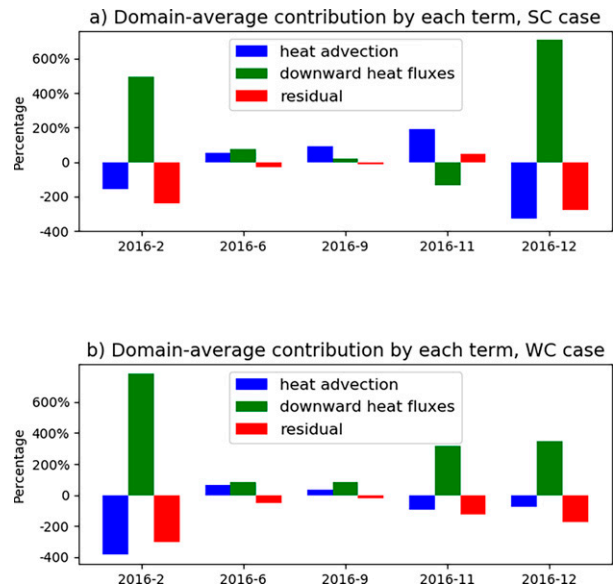 a) Domain-average contribution by each term, SC case
Percentage
600%
400%
200%
0
-200
-400
heat advection
downward heat fluxes
residual
2016-2 2016-6 2016-9 2016-11 2016-12
b) Domain-average contribution by each term, WC case
Percentage
600%
400%
200%
0
-200
-400
heat advection
downward heat fluxes
residual
2016-2 2016-6 2016-9 2016-11 2016-12